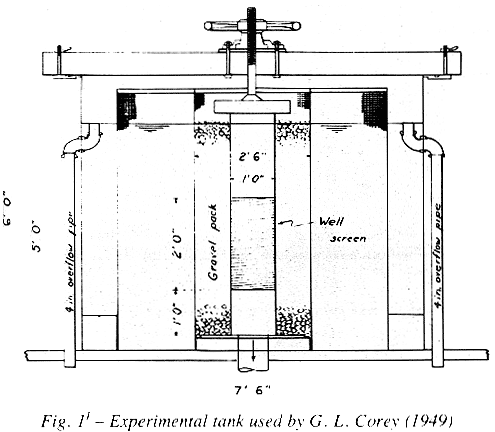 2' 6"
1' 0"
Well
screen
Gravel pack
2' 0"
1' 0"
6' 0"
5' 0"
4 in. overflow pipe
4 in. overflow pipe
7' 6"
Fig. 1¹ – Experimental tank used by G. L. Corey (1949)